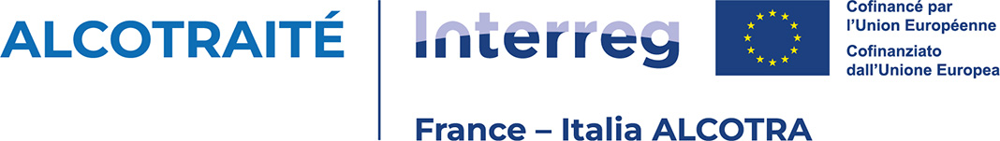 ALCOTRAITÉ
Interreg
Cofinancé par
l'Union Européenne
Cofinanziato
dall'Unione Europea
France – Italia ALCOTRA